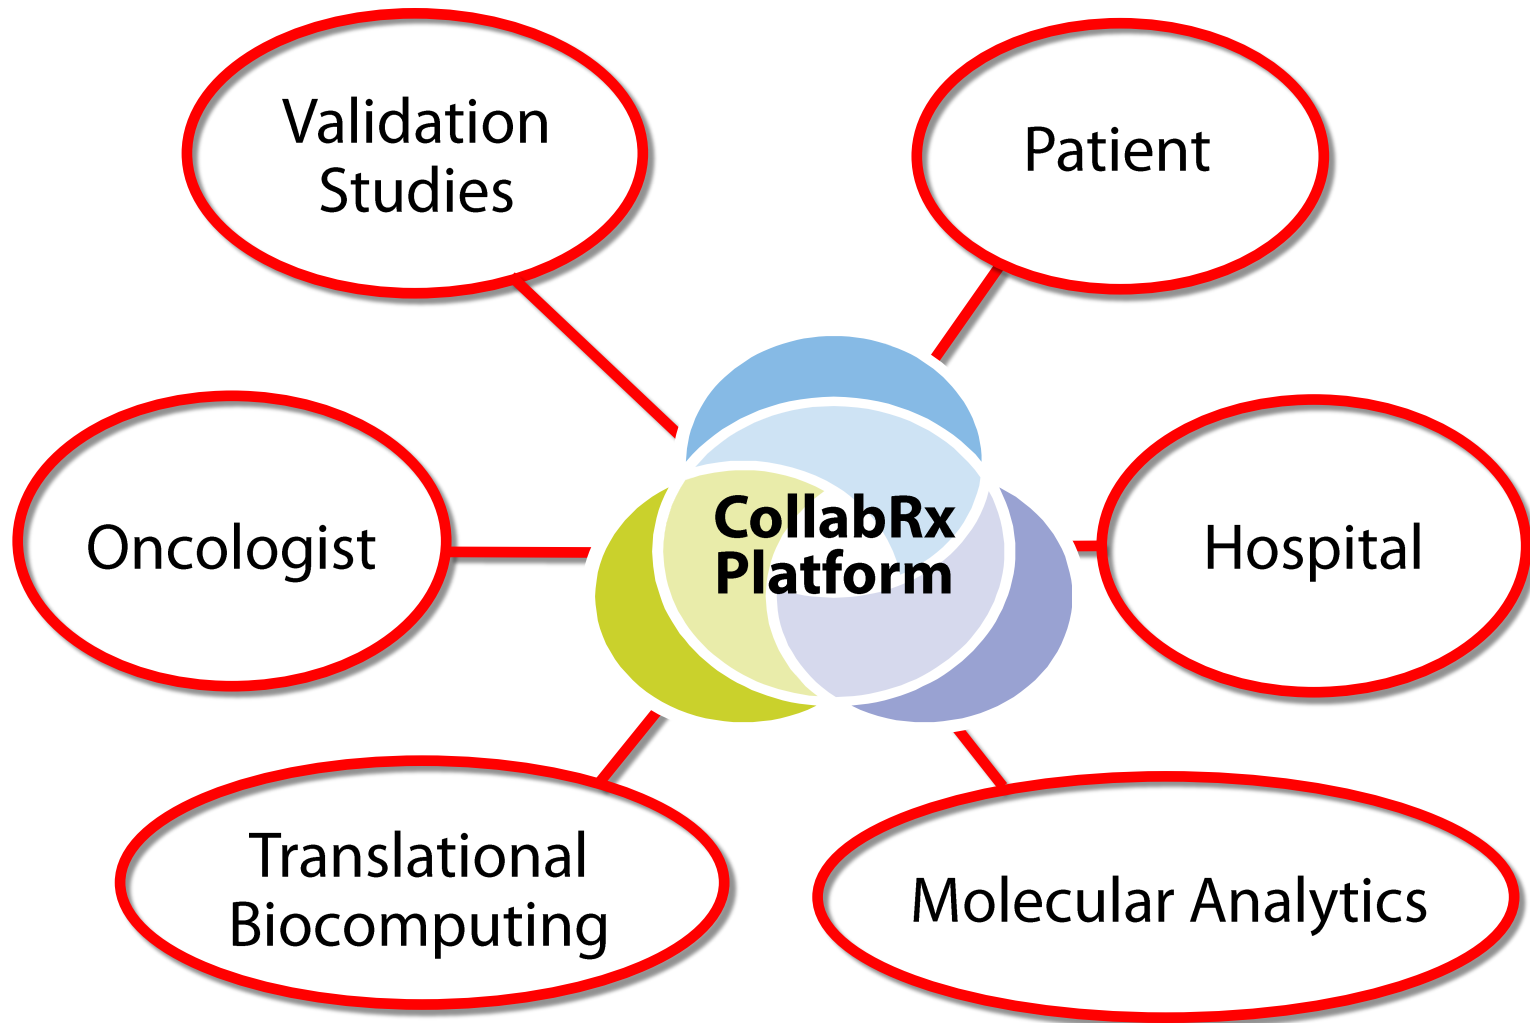 Validation
Studies
Patient
CollabRx
Platform
Oncologist
Hospital
Translational
Biocomputing
Molecular Analytics